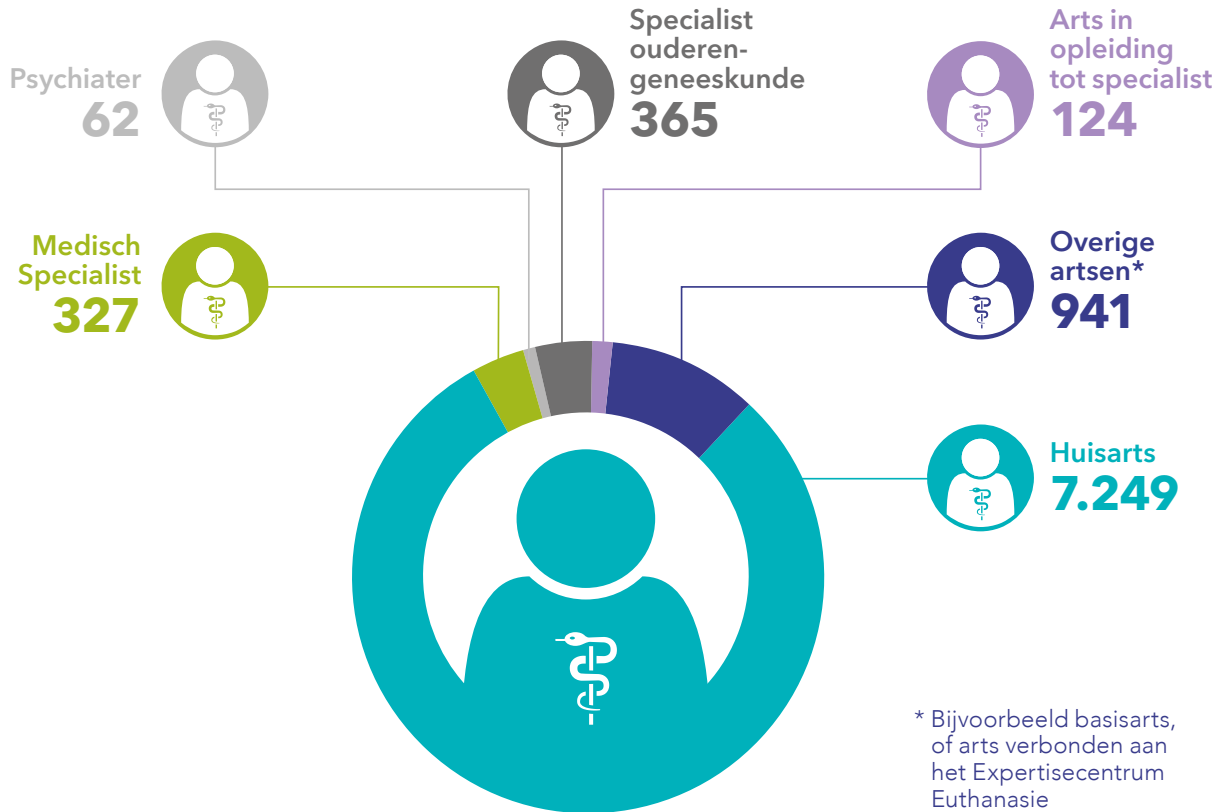 Psychiater
62
Specialist
ouderen-
geneeskunde
365
Arts in
opleiding
tot specialist
124
Medisch
Specialist
327
Overige
artsen*
941
Huisarts
7.249
* Bijvoorbeeld basisarts,
of arts verbonden aan
het Expertisecentrum
Euthanasie